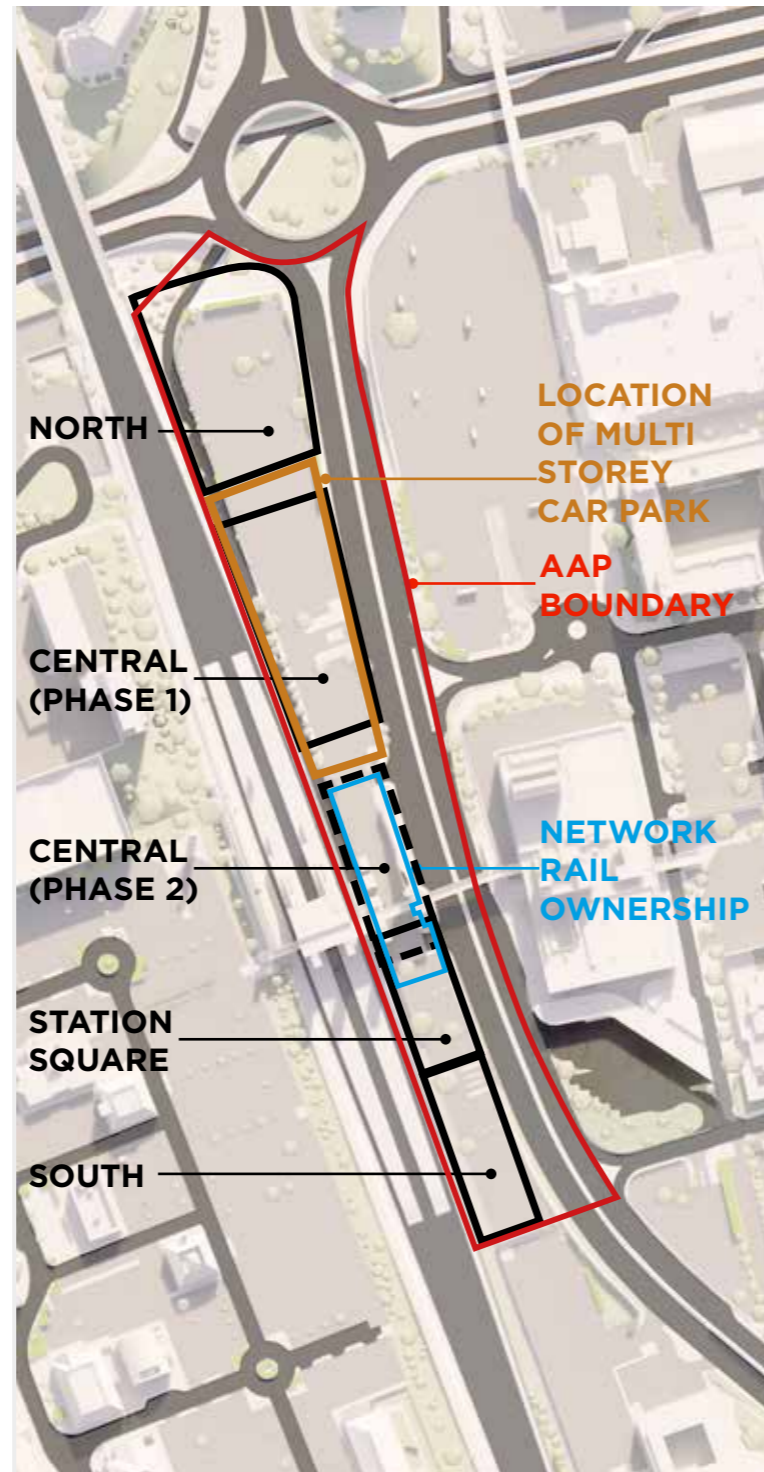 NORTH
LOCATION
OF MULTI
STOREY
CAR PARK
AAP
BOUNDARY
CENTRAL
(PHASE 1)
CENTRAL
(PHASE 2)
NETWORK
RAIL
OWNERSHIP
STATION
SQUARE
SOUTH